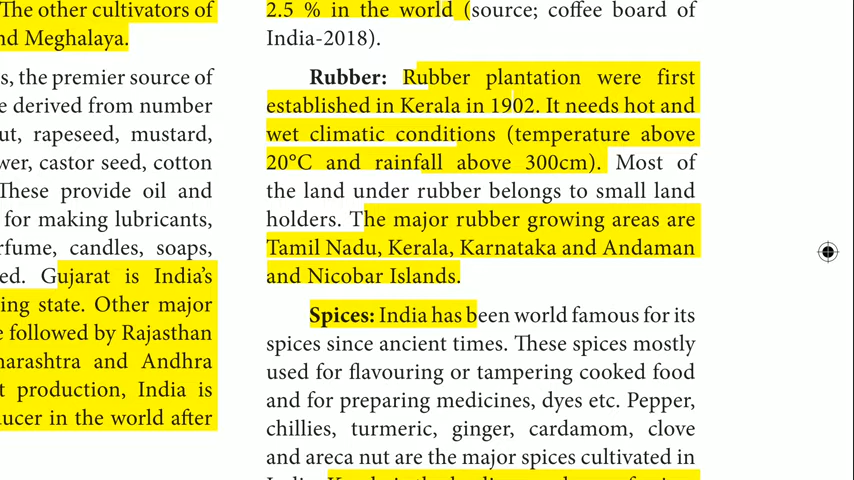 The other cultivators of
nd Meghalaya.
s, the premier source of
e derived from number
ut, rapeseed, mustard,
wer, castor seed, cotton
These provide oil and
for making lubricants,
rfume, candles, soaps,
ed. Gujarat is India's
ing state. Other major
e followed by Rajasthan
harashtra and Andhra
t production, India is
ucer in the world after
2.5 % in the world (source; coffee board of
India-2018).
Rubber: Rubber plantation were first
established in Kerala in 1902. It needs hot and
wet climatic conditions (temperature above
20°C and rainfall above 300cm). Most of
the land under rubber belongs to small land
holders. The major rubber growing areas are
Tamil Nadu, Kerala, Karnataka and Andaman
and Nicobar Islands.
Spices: India has been world famous for its
spices since ancient times. These spices mostly
used for flavouring or tampering cooked food
and for preparing medicines, dyes etc. Pepper,
chillies, turmeric, ginger, cardamom, clove
and areca nut are the major spices cultivated in